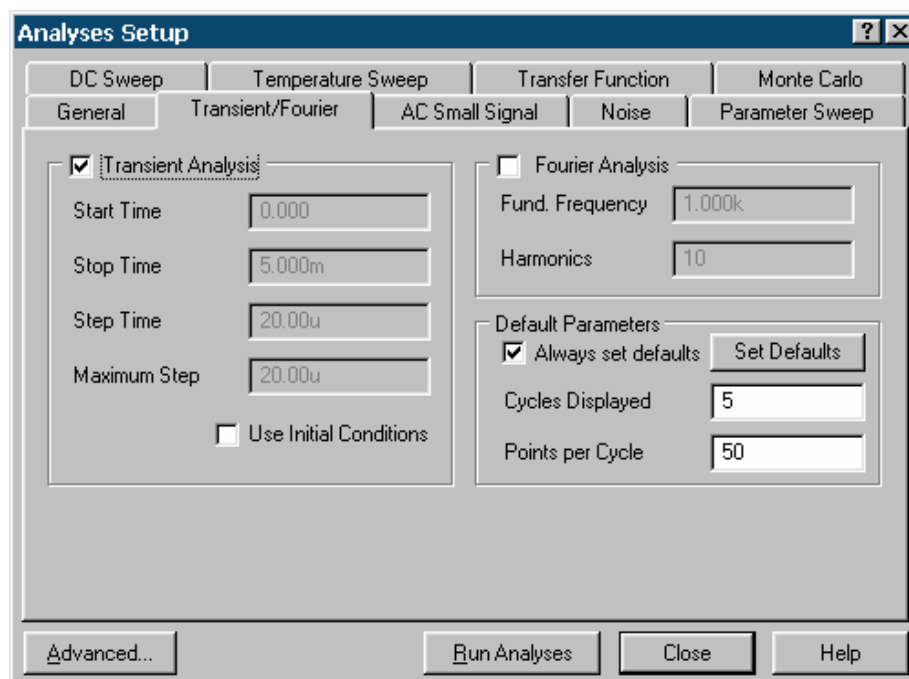 Analyses Setup
DC Sweep Temperature Sweep Transfer Function Monte Carlo
General Transient/Fourier AC Small Signal Noise Parameter Sweep
Transient Analysis
Start Time 0.000
Stop Time 5.000m
Step Time 20.00u
Maximum Step 20.00u
Use Initial Conditions
Fourier Analysis
Fund. Frequency 1.000k
Harmonics 10
Default Parameters
Always set defaults Set Defaults
Cycles Displayed 5
Points per Cycle 50
Advanced... Run Analyses Close Help